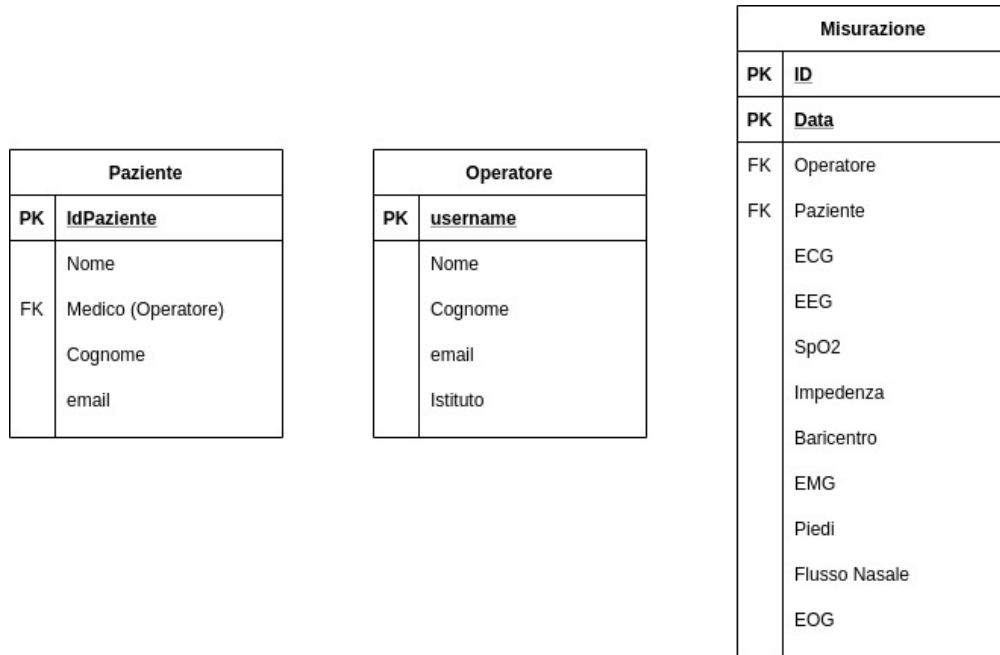 Paziente
PK IdPaziente
Nome
FK Medico (Operatore)
Cognome
email
Operatore
PK username
Nome
Cognome
email
Istituto
Misurazione
PK ID
PK Data
FK Operatore
FK Paziente
ECG
EEG
SpO2
Impedenza
Baricentro
EMG
Piedi
Flusso Nasale
EOG